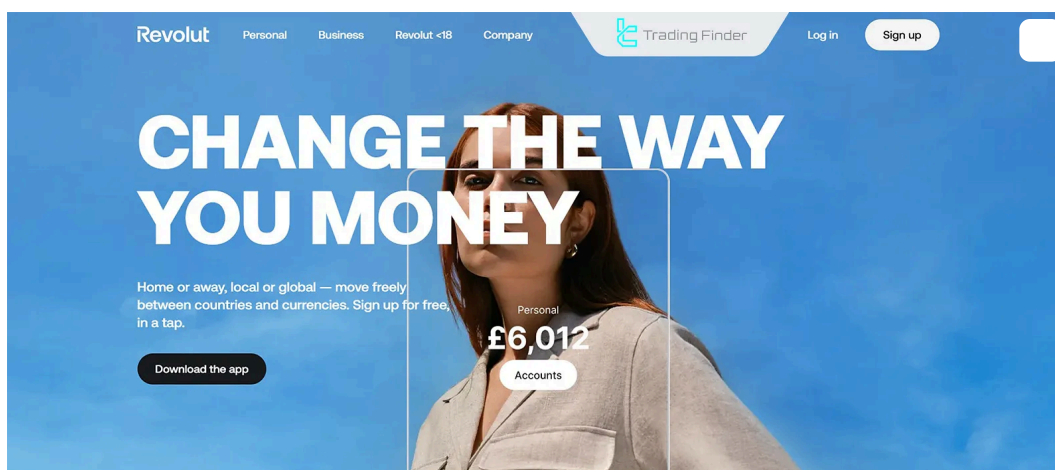 Revolut
Personal
Business
Revolut <18
Company
Trading Finder
Log in
Sign up
CHANGE THE WAY
YOU MONEY
Home or away, local or global — move freely
between countries and currencies. Sign up for free,
in a tap.
Download the app
Personal
£6,012
Accounts